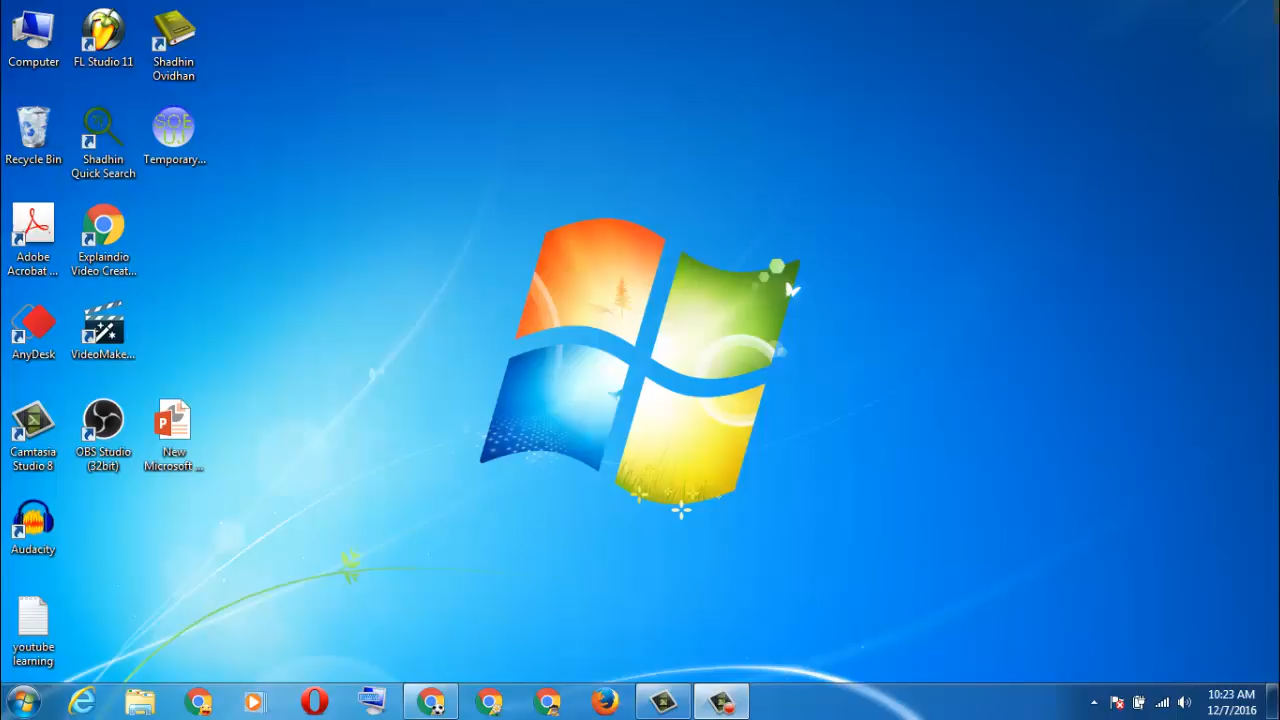 Computer
FL Studio 11
Shadhin
Ovidhan
Recycle Bin
Shadhin
Quick Search
Temporary...
Adobe
Acrobat ...
Explaindio
Video Creat...
AnyDesk
VideoMake...
Camtasia
Studio 8
OBS Studio
(32bit)
New
Microsoft ...
Audacity
youtube
learning
10:23 AM
12/7/2016